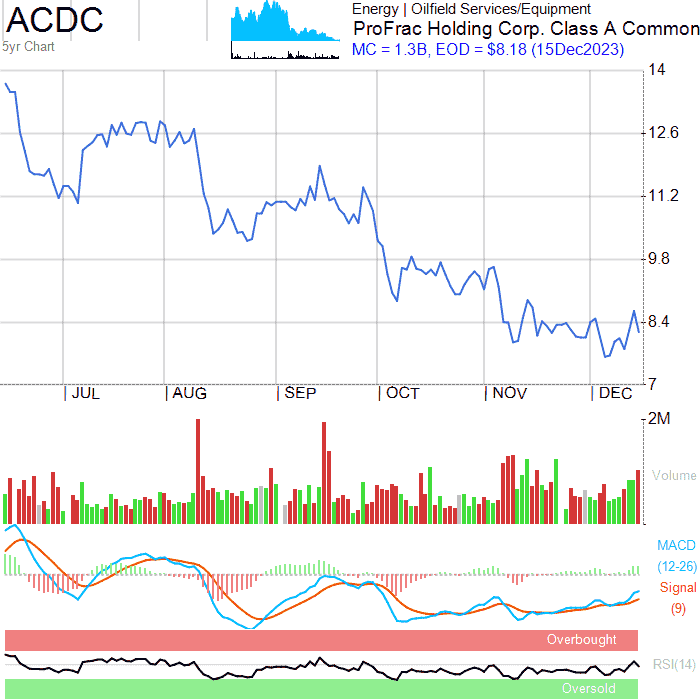 ACDC
5yr Chart
Energy | Oilfield Services/Equipment
ProFrac Holding Corp. Class A Common
MC = 1.3B, EOD = $8.18 (15Dec2023)
14
12.6
11.2
9.8
8.4
7
| JUL | AUG | SEP | OCT | NOV | DEC
2M
Volume
MACD
(12-26)
Signal
(9)
Overbought
RSI(14)
Oversold